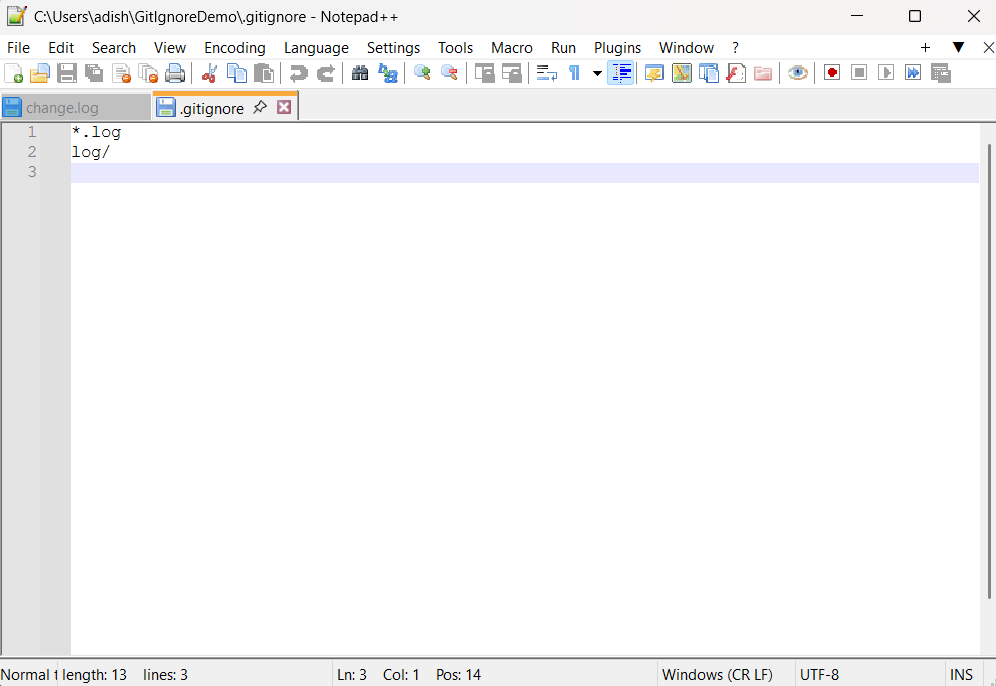 C:\Users\adish\GitIgnoreDemo\.gitignore - Notepad++
File Edit Search View Encoding Language Settings Tools Macro Run Plugins Window ? + ▼ X
change.log .gitignore
1 *.log
2 log/
3
Normal t length: 13 lines: 3 Ln: 3 Col: 1 Pos: 14 Windows (CR LF) UTF-8 INS